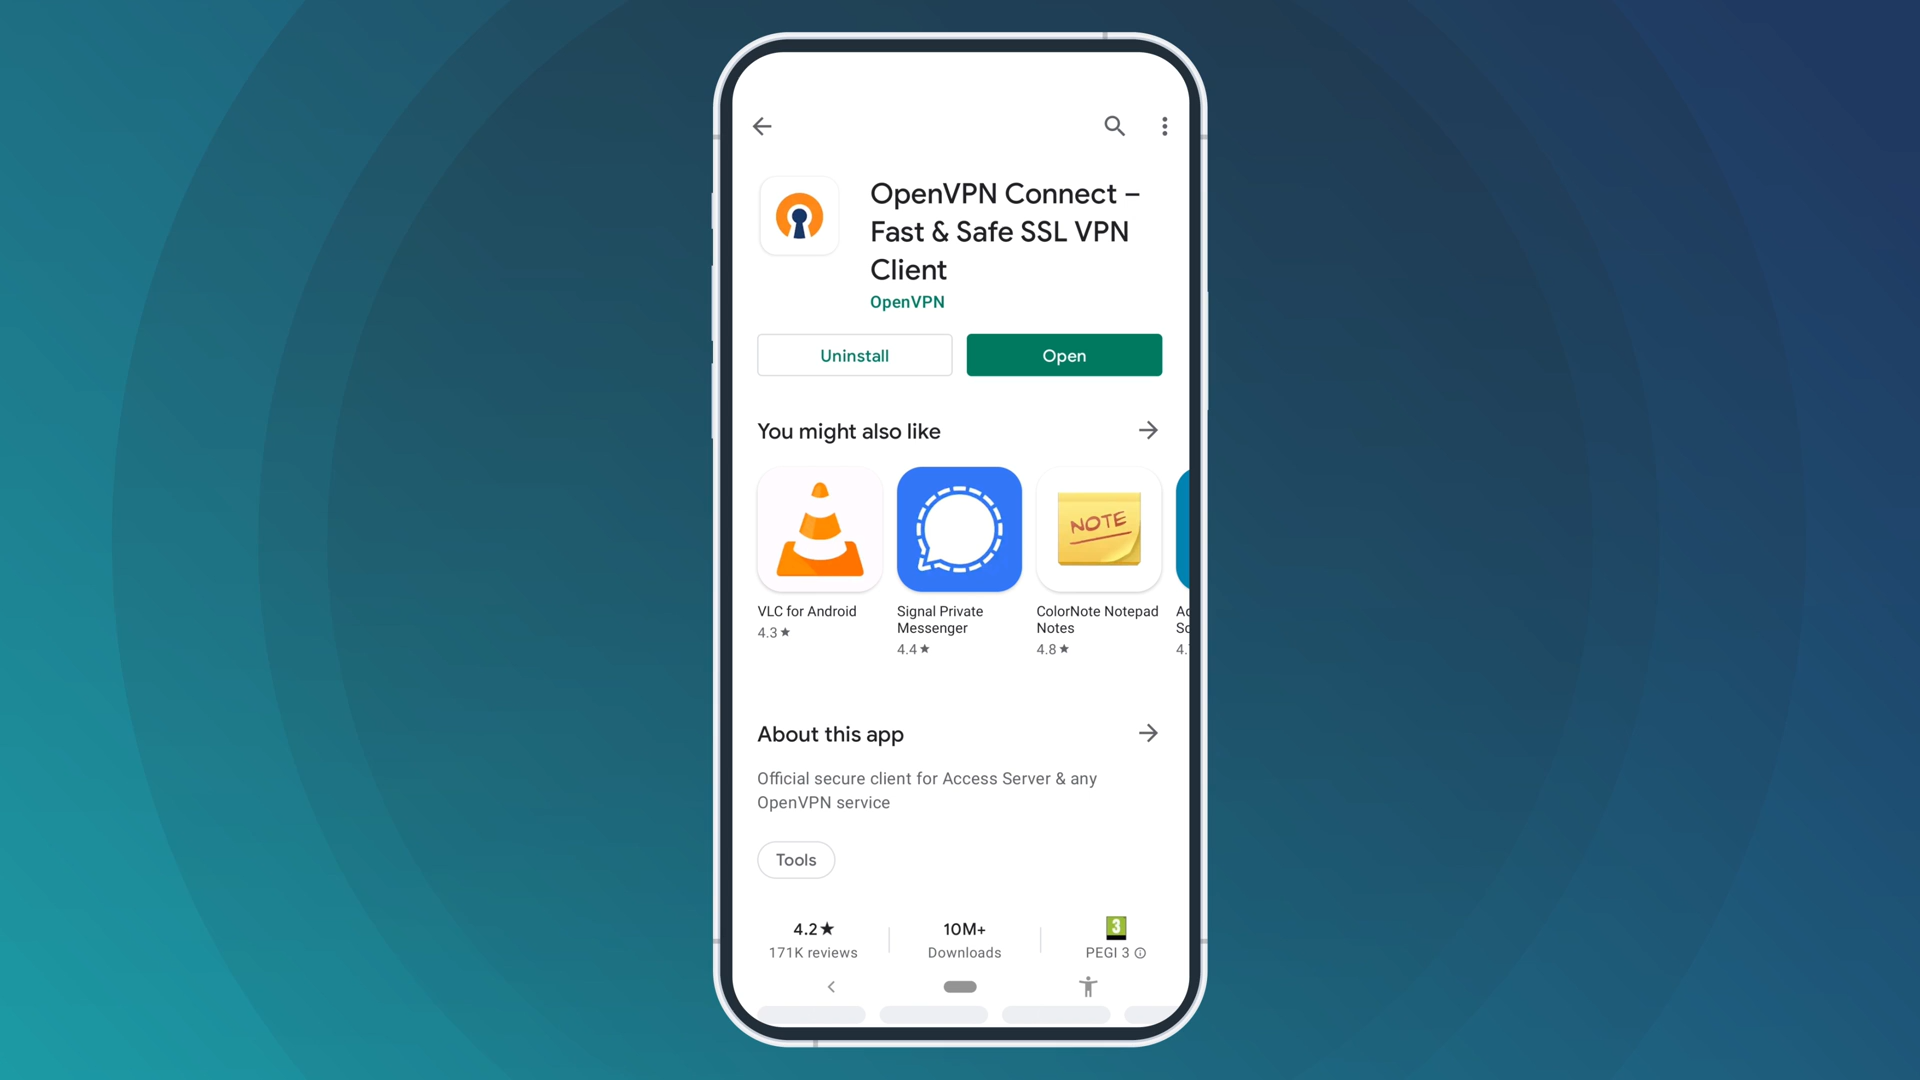 OpenVPN Connect –
Fast & Safe SSL VPN
Client
OpenVPN
Uninstall
Open
You might also like
NOTE
VLC for Android
4.3★
Signal Private
Messenger
4.4★
ColorNote Notepad
Notes
4.8★
About this app
Official secure client for Access Server & any
OpenVPN service
Tools
4.2★
171K reviews
10M+
Downloads
3
PEGI 3